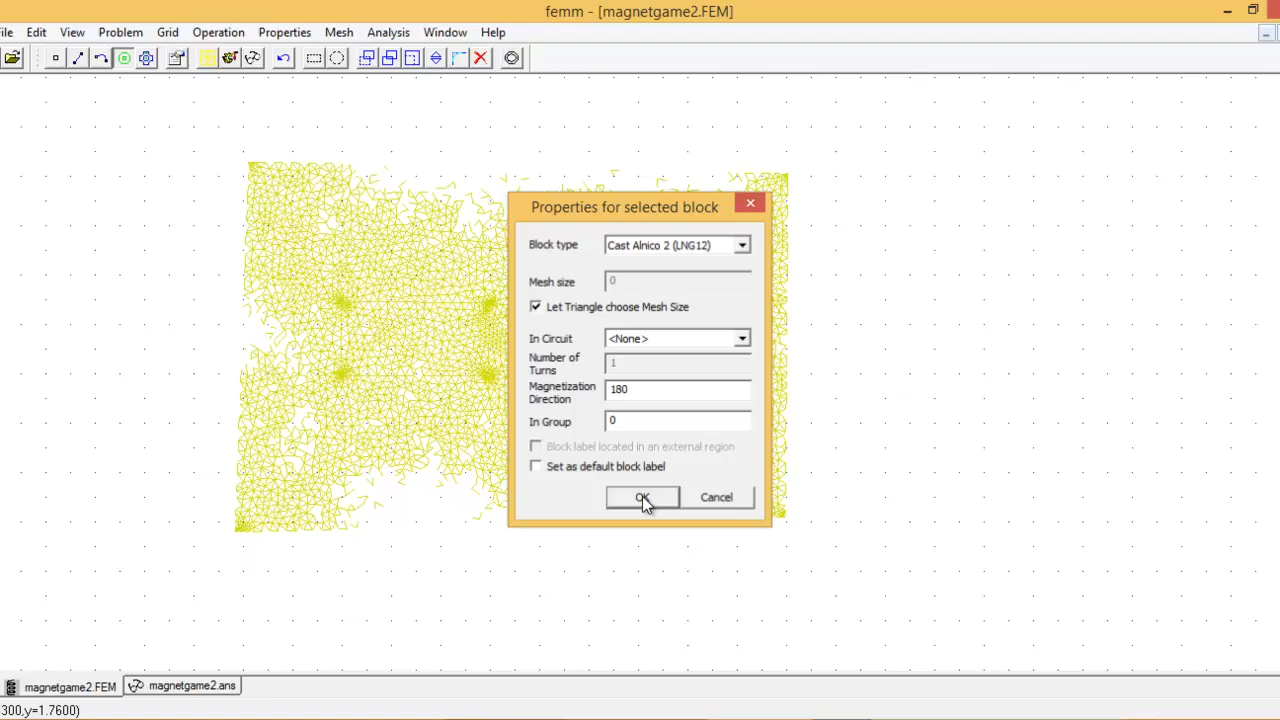 femm - [magnetgame2.FEM]
ile Edit View Problem Grid Operation Properties Mesh Analysis Window Help
Properties for selected block
Block type Cast Alnico 2 (LNG12)
Mesh size 0
Let Triangle choose Mesh Size
In Circuit <None>
Number of Turns 1
Magnetization Direction 180
In Group 0
Block label located in an external region
Set as default block label
OK Cancel
magnetgame2.FEM magnetgame2.ans
300,y=1.7600)